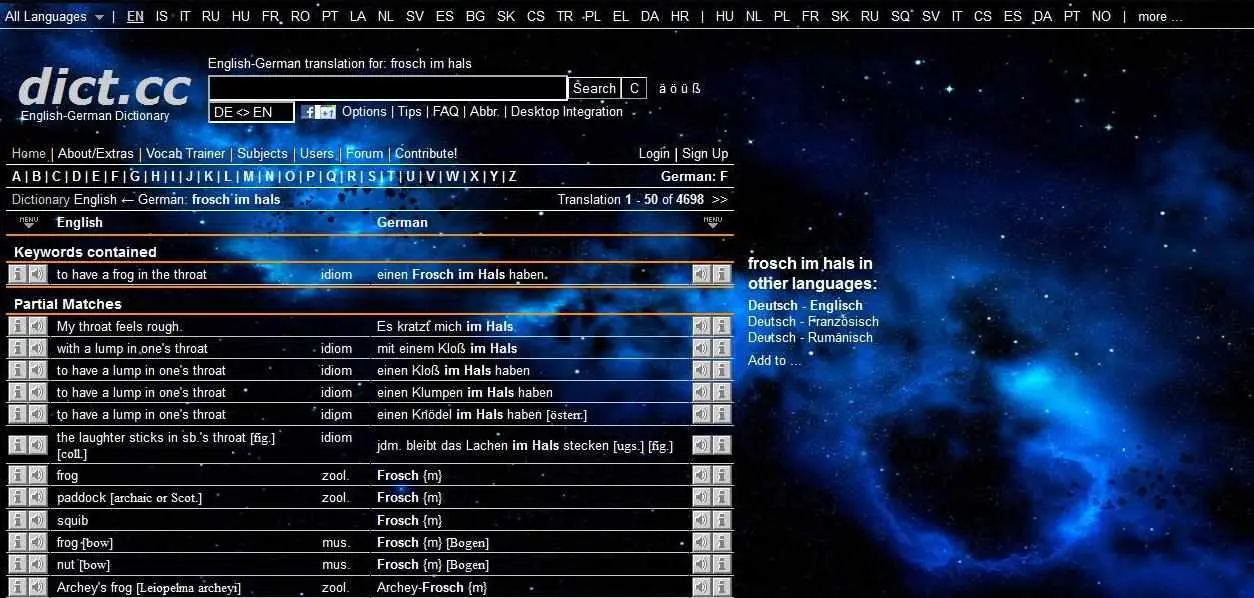 All Languages | EN IS IT RU HU FR RO PT LA NL SV ES BG SK CS TR PL EL DA HR | HU NL PL FR SK RU SQ SV IT CS ES DA PT NO | more ...
English-German translation for: frosch im hals
dict.cc
Search C ä ö ü ß
English-German Dictionary
DE <> EN f +1 Options | Tips | FAQ | Abbr. | Desktop Integration
Home | About/Extras | Vocab Trainer | Subjects | Users | Forum | Contribute! Login | Sign Up
A | B | C | D | E | F | G | H | I | J | K | L | M | N | O | P | Q | R | S | T | U | V | W | X | Y | Z German: F
Dictionary English ← German: frosch im hals Translation 1 - 50 of 4698 >>
MENU English German MENU
Keywords contained
to have a frog in the throat idiom einen Frosch im Hals haben.
Partial Matches
My throat feels rough. Es kratzt mich im Hals.
with a lump in one's throat idiom mit einem Kloß im Hals
to have a lump in one's throat idiom einen Kloß im Hals haben
to have a lump in one's throat idiom einen Klumpen im Hals haben
to have a lump in one's throat idiom einen Knödel im Hals haben [österr.]
the laughter sticks in sb.'s throat [fig.] [coll.] idiom jdm. bleibt das Lachen im Hals stecken [ugs.] [fig.]
frog zool. Frosch {m}
paddock [archaic or Scot.] zool. Frosch {m}
squib Frosch {m}
frog [bow] mus. Frosch {m} [Bogen]
nut [bow] mus. Frosch {m} [Bogen]
Archey's frog [Leiopelma archeyi] zool. Archey-Frosch {m}
frosch im hals in
other languages:
Deutsch - Englisch
Deutsch - Französisch
Deutsch - Rumänisch
Add to ...